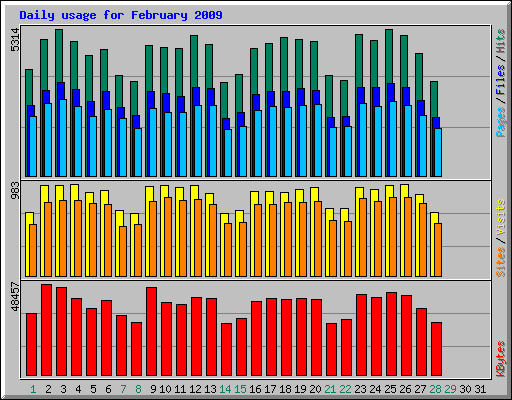 Daily usage for February 2009
5314
Pages / Files / Hits
983
Sites / Visits
48457
KBytes
1 2 3 4 5 6 7 8 9 10 11 12 13 14 15 16 17 18 19 20 21 22 23 24 25 26 27 28 29 30 31